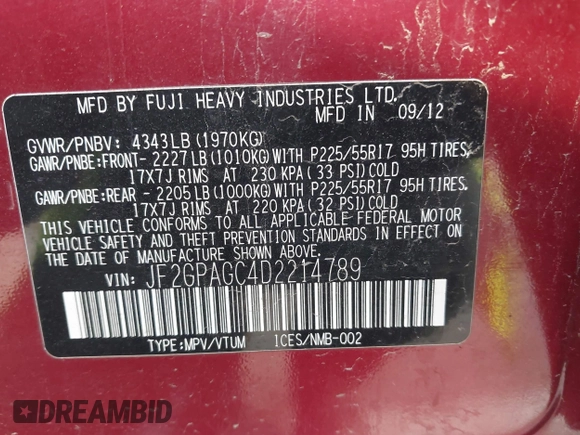 MFD BY FUJI HEAVY INDUSTRIES LTD.
MFD IN 09/12
GVWR/PNBV: 4343LB(1970KG)
GAWR/PNBE:FRONT- 2227LB(1010KG)WITH P225/55R17 95H TIRES,
17X7J RIMS AT 230 KPA(33 PSI)COLD
GAWR/PNBE:REAR - 2205LB(1000KG)WITH P225/55R17 95H TIRES,
17X7J RIMS AT 220 KPA(32 PSI)COLD
THIS VEHICLE CONFORMS TO ALL APPLICABLE FEDERAL MOTOR
VEHICLE SAFETY AND THEFT PREVENTION STANDARDS IN EFFECT ON
THE DATE OF MANUFACTURE SHOWN ABOVE.
VIN: JF2GPAGC4D2214789
TYPE:MPV/VTUM ICES/NMB-002
DREAMBID